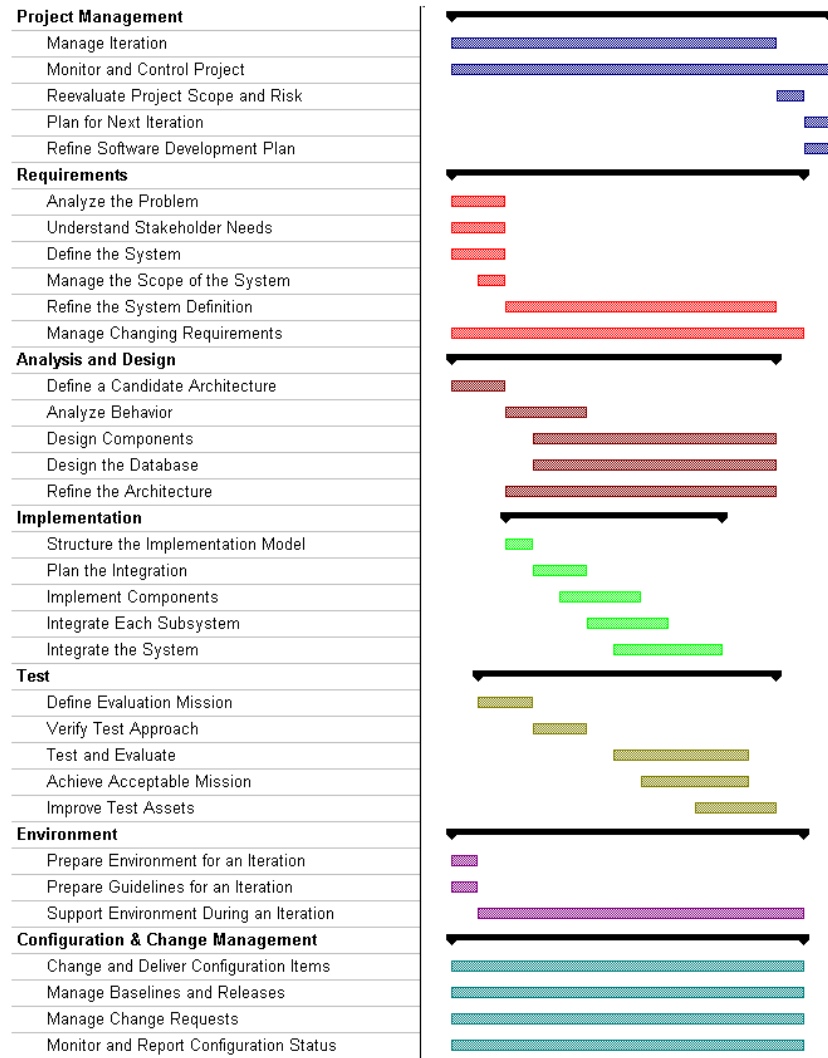 Project Management
Manage Iteration
Monitor and Control Project
Reevaluate Project Scope and Risk
Plan for Next Iteration
Refine Software Development Plan
Requirements
Analyze the Problem
Understand Stakeholder Needs
Define the System
Manage the Scope of the System
Refine the System Definition
Manage Changing Requirements
Analysis and Design
Define a Candidate Architecture
Analyze Behavior
Design Components
Design the Database
Refine the Architecture
Implementation
Structure the Implementation Model
Plan the Integration
Implement Components
Integrate Each Subsystem
Integrate the System
Test
Define Evaluation Mission
Verify Test Approach
Test and Evaluate
Achieve Acceptable Mission
Improve Test Assets
Environment
Prepare Environment for an Iteration
Prepare Guidelines for an Iteration
Support Environment During an Iteration
Configuration & Change Management
Change and Deliver Configuration Items
Manage Baselines and Releases
Manage Change Requests
Monitor and Report Configuration Status